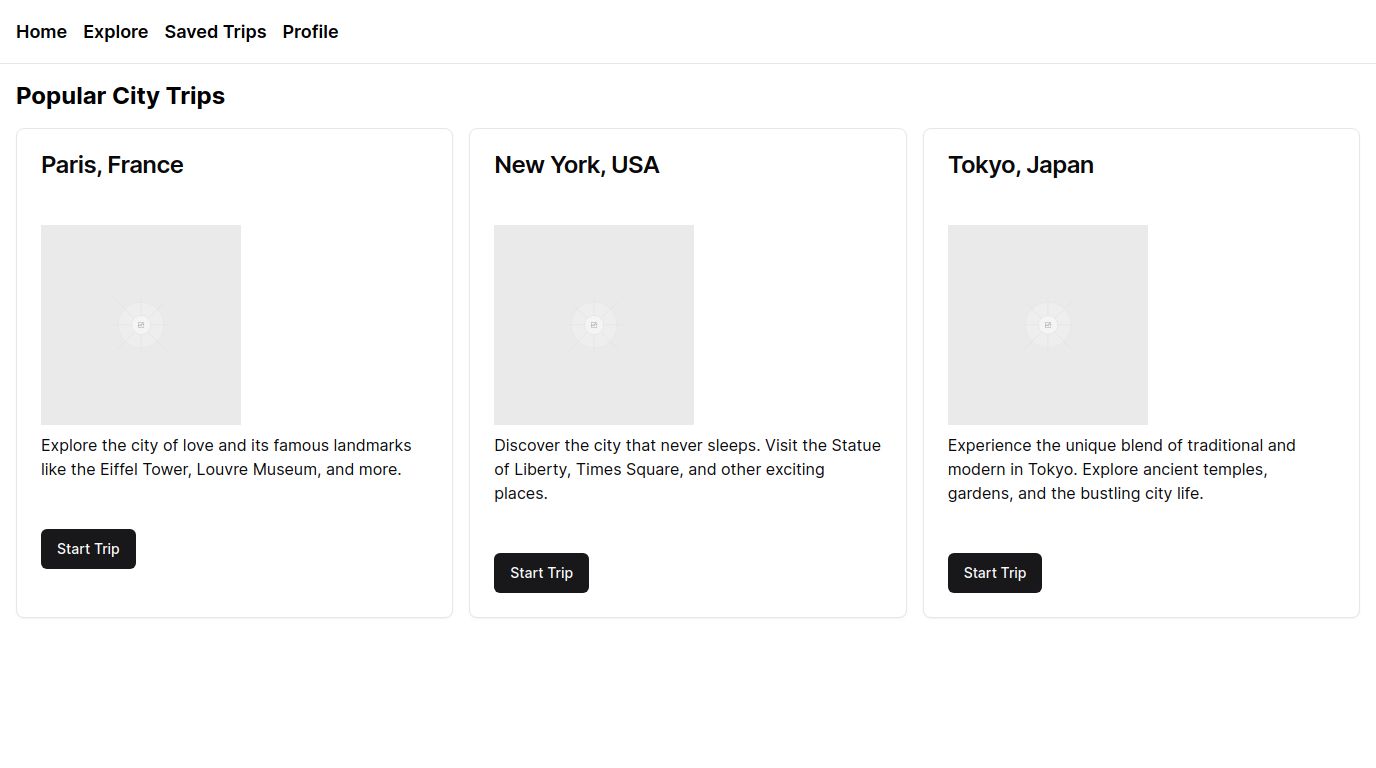 Home Explore Saved Trips Profile
Popular City Trips
Paris, France
Explore the city of love and its famous landmarks
like the Eiffel Tower, Louvre Museum, and more.
Start Trip
New York, USA
Discover the city that never sleeps. Visit the Statue
of Liberty, Times Square, and other exciting
places.
Start Trip
Tokyo, Japan
Experience the unique blend of traditional and
modern in Tokyo. Explore ancient temples,
gardens, and the bustling city life.
Start Trip